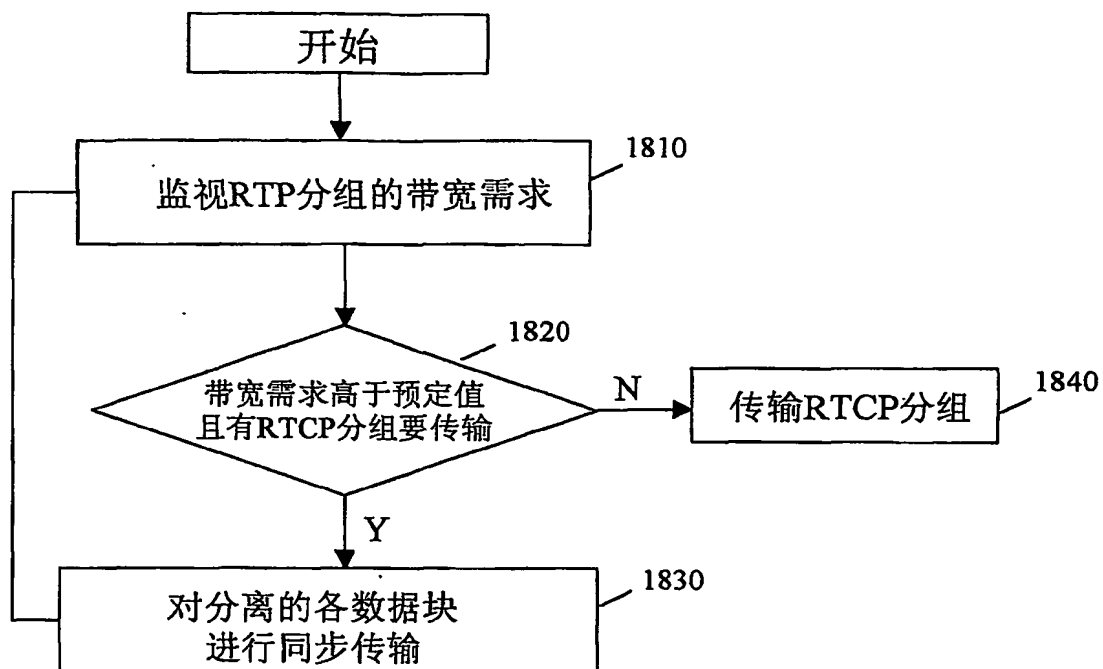 开始
1810
监视RTP分组的带宽需求
1820
带宽需求高于预定值
且有RTCP分组要传输
N
传输RTCP分组
1840
Y
1830
对分离的各数据块
进行同步传输